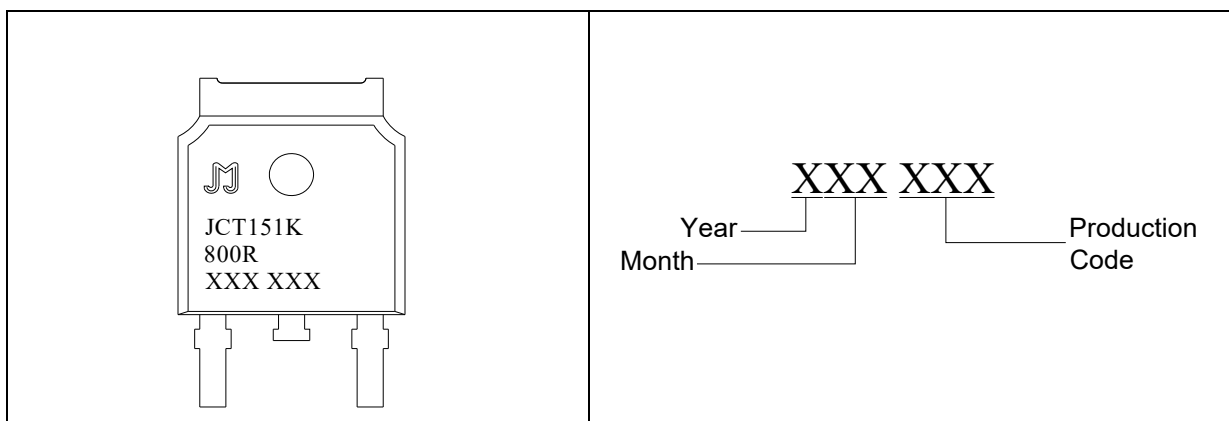 JCT151K
800R
XXX XXX
XXX XXX
Year
Month
Production
Code